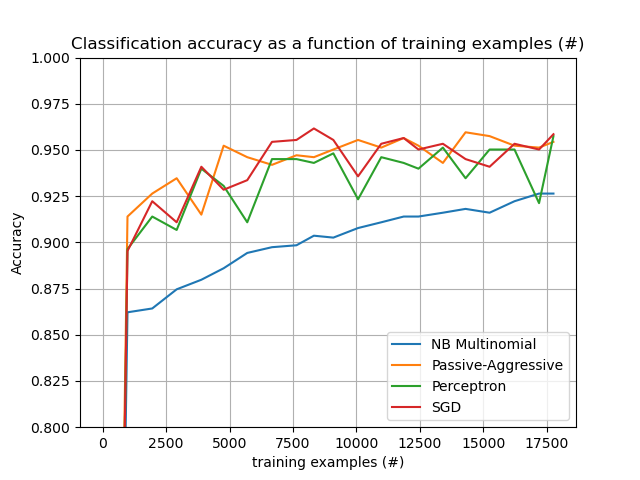 Classification accuracy as a function of training examples (#)
1.000
0.975
0.950
0.925
0.900
0.875
0.850
0.825
0.800
Accuracy
NB Multinomial
Passive-Aggressive
Perceptron
SGD
0 2500 5000 7500 10000 12500 15000 17500
training examples (#)